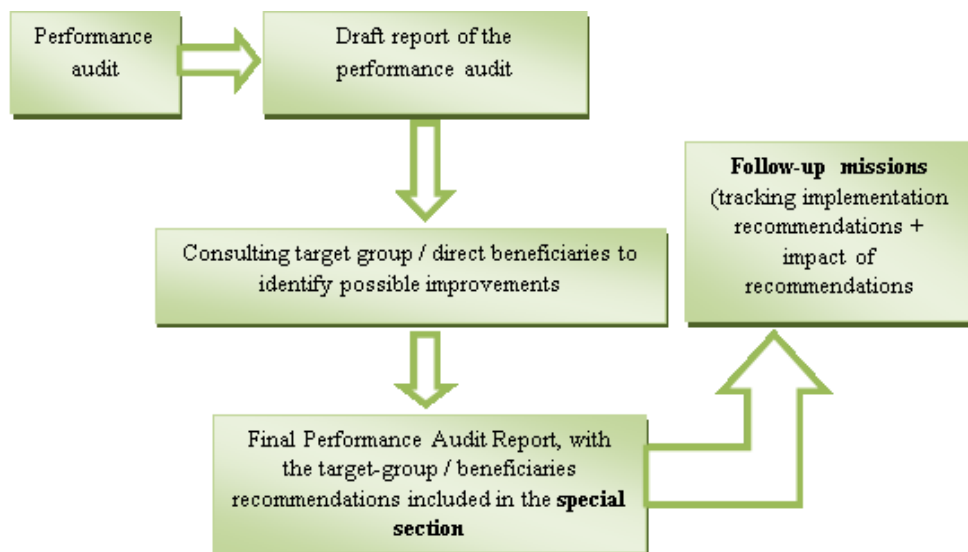 Performance
audit
Draft report of the
performance audit
Consulting target group / direct beneficiaries to
identify possible improvements
Final Performance Audit Report, with
the target-group / beneficiaries
recommendations included in the special
section
Follow-up missions
(tracking implementation
recommendations +
impact of
recommendations